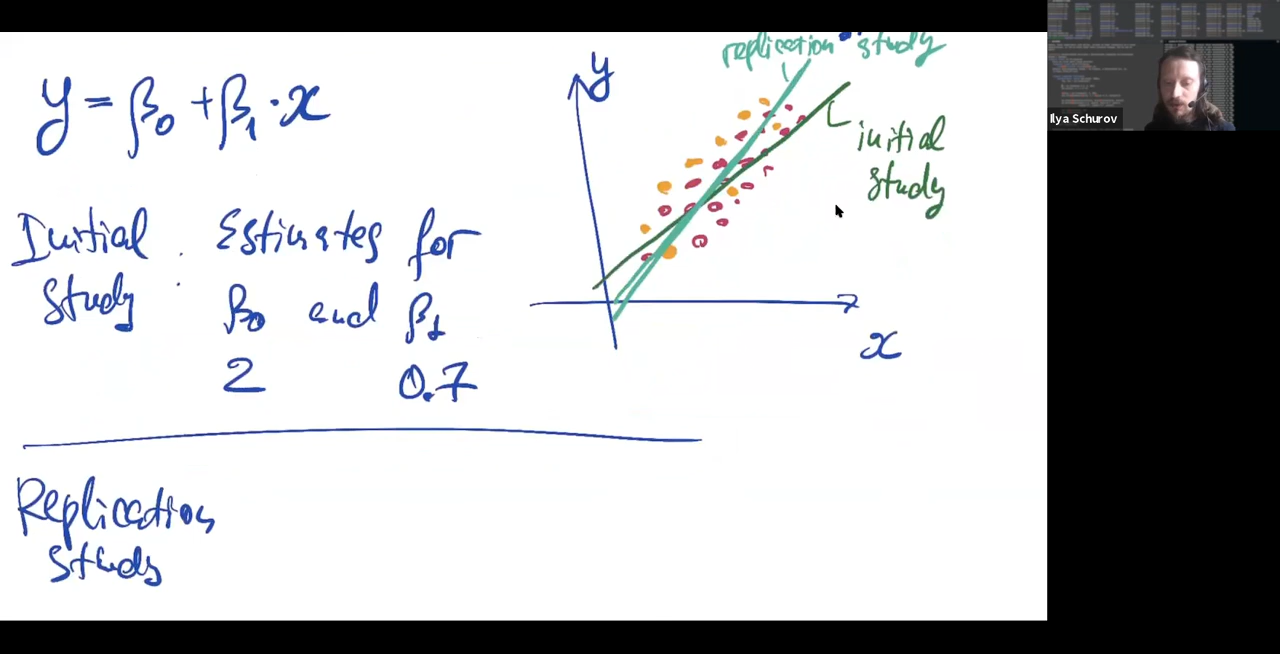 y = β₀ + β₁ · x
Initial study : Estimates for
β₀ and β₁
2 0.7
Replication
study
replication study
y
initial
study
x
Ilya Schurov